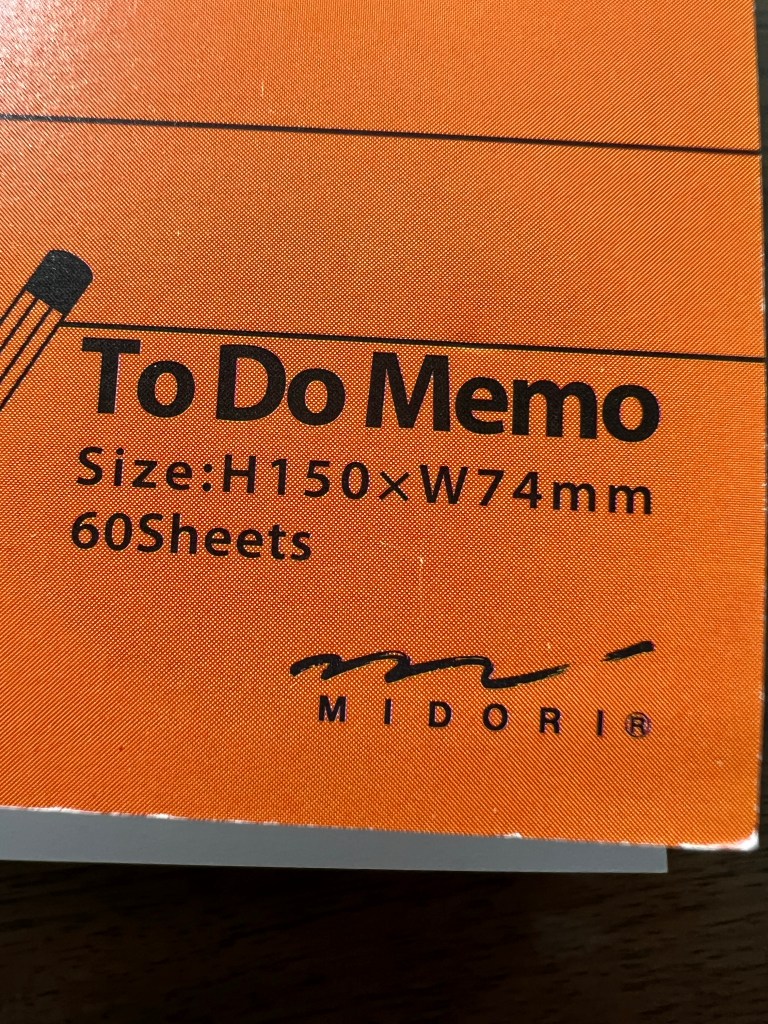 To Do Memo
Size:H150×W74mm
60Sheets
MIDORI®